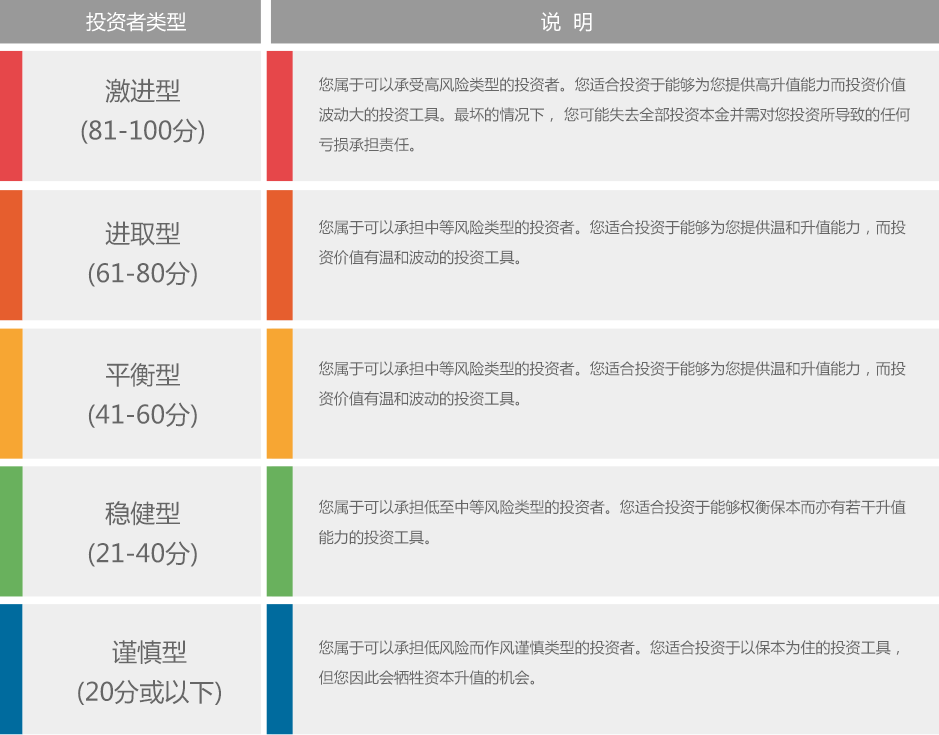 投资者类型
说 明
激进型
(81-100分)
您属于可以承受高风险类型的投资者。您适合投资于能够为您提供高升值能力而投资价值
波动大的投资工具。最坏的情况下， 您可能失去全部投资本金并需对您投资所导致的任何
亏损承担责任。
进取型
(61-80分)
您属于可以承担中等风险类型的投资者。您适合投资于能够为您提供温和升值能力，而投
资价值有温和波动的投资工具。
平衡型
(41-60分)
您属于可以承担中等风险类型的投资者。您适合投资于能够为您提供温和升值能力，而投
资价值有温和波动的投资工具。
稳健型
(21-40分)
您属于可以承担低至中等风险类型的投资者。您适合投资于能够权衡保本而亦有若干升值
能力的投资工具。
谨慎型
(20分或以下)
您属于可以承担低风险而作风谨慎类型的投资者。您适合投资于以保本为住的投资工具，
但您因此会牺牲资本升值的机会。